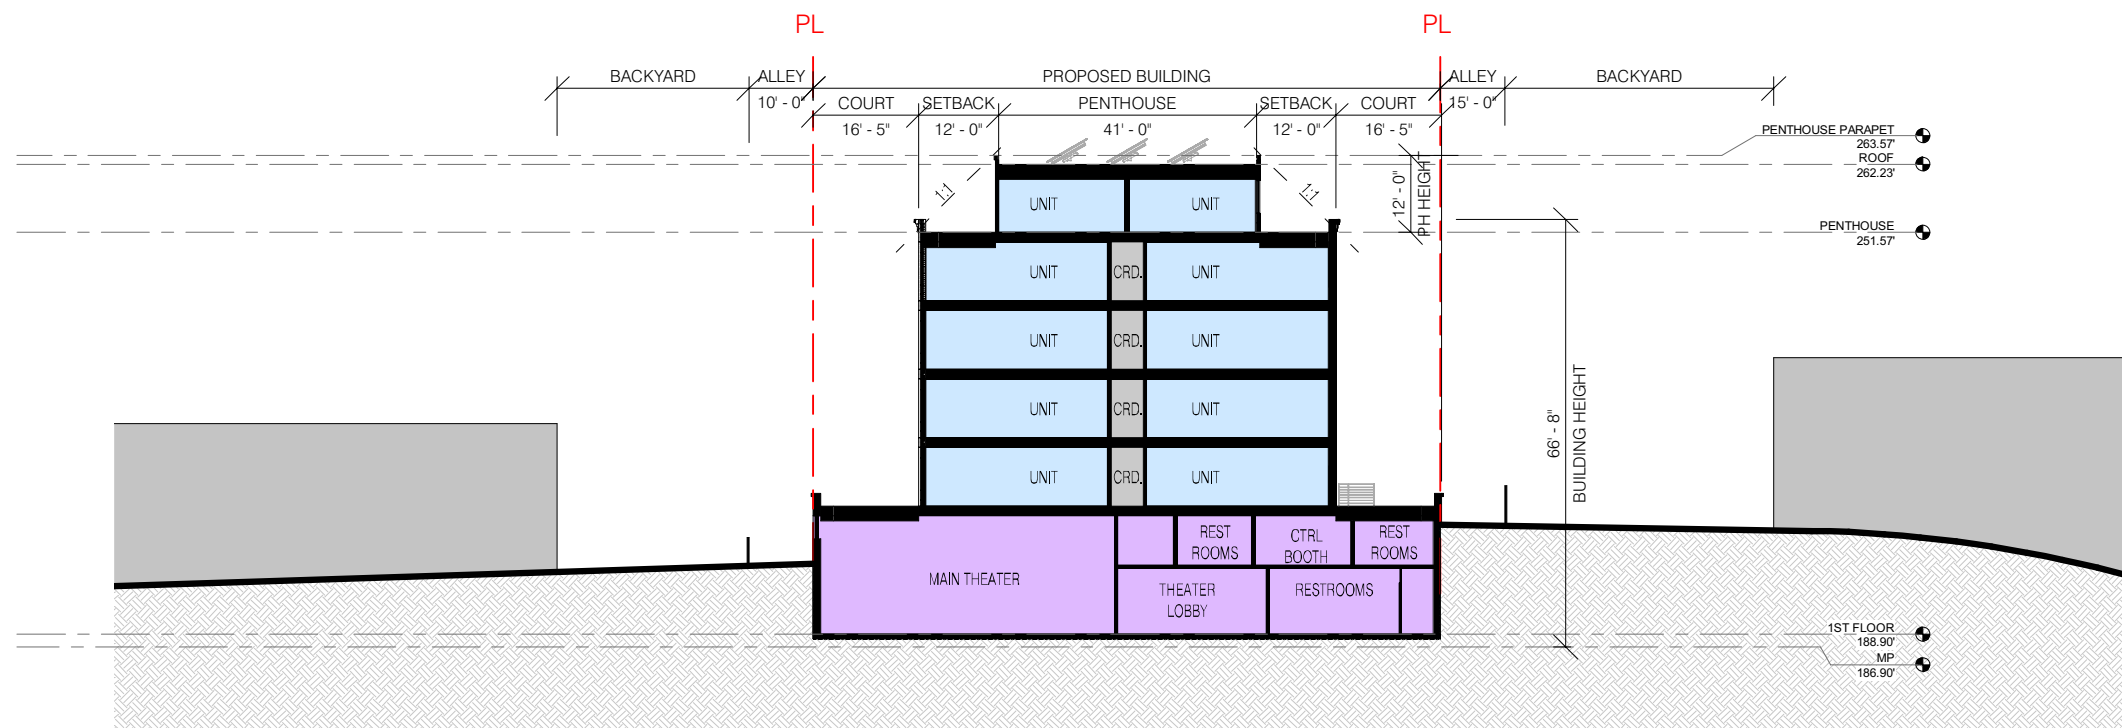 PL PL
BACKYARD ALLEY PROPOSED BUILDING ALLEY BACKYARD
10' - 0" COURT SETBACK PENTHOUSE SETBACK COURT 15' - 0"
16' - 5" 12' - 0" 41' - 0" 12' - 0" 16' - 5"
PENTHOUSE PARAPET
263.57'
ROOF
262.23'
1:1 1:1
12' - 0"
PH HEIGHT
UNIT UNIT
PENTHOUSE
251.57'
UNIT CRD. UNIT
UNIT CRD. UNIT
UNIT CRD. UNIT
UNIT CRD. UNIT
66' - 8"
BUILDING HEIGHT
REST
ROOMS
CTRL
BOOTH
REST
ROOMS
MAIN THEATER
THEATER
LOBBY
RESTROOMS
1ST FLOOR
188.90'
MP
186.90'